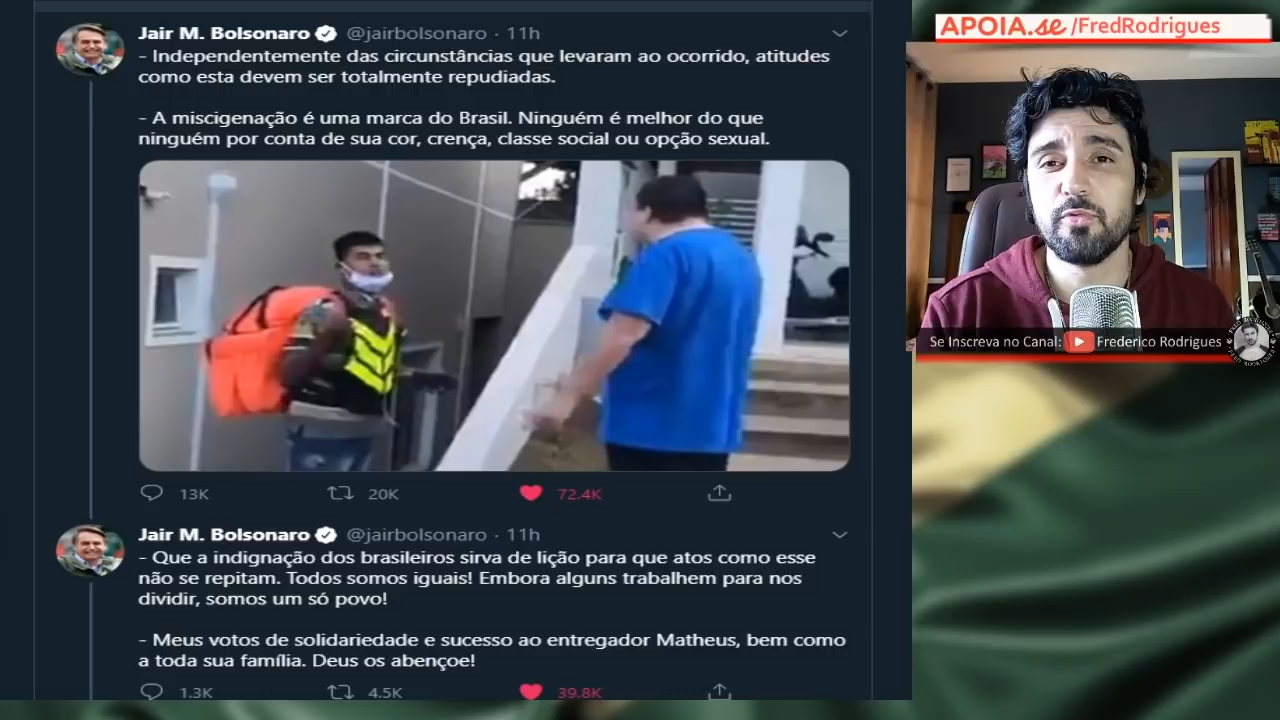 Jair M. Bolsonaro @jairbolsonaro · 11h
- Independentemente das circunstâncias que levaram ao ocorrido, atitudes
como esta devem ser totalmente repudiadas.
- A miscigenação é uma marca do Brasil. Ninguém é melhor do que
ninguém por conta de sua cor, crença, classe social ou opção sexual.
13K 20K 72.4K
Jair M. Bolsonaro @jairbolsonaro · 11h
- Que a indignação dos brasileiros sirva de lição para que atos como esse
não se repitam. Todos somos iguais! Embora alguns trabalhem para nos
dividir, somos um só povo!
- Meus votos de solidariedade e sucesso ao entregador Matheus, bem como
a toda sua família. Deus os abençoe!
1.3K 4.5K 39.8K
APOIA.se/FredRodrigues
Se Inscreva no Canal: Frederico Rodrigues